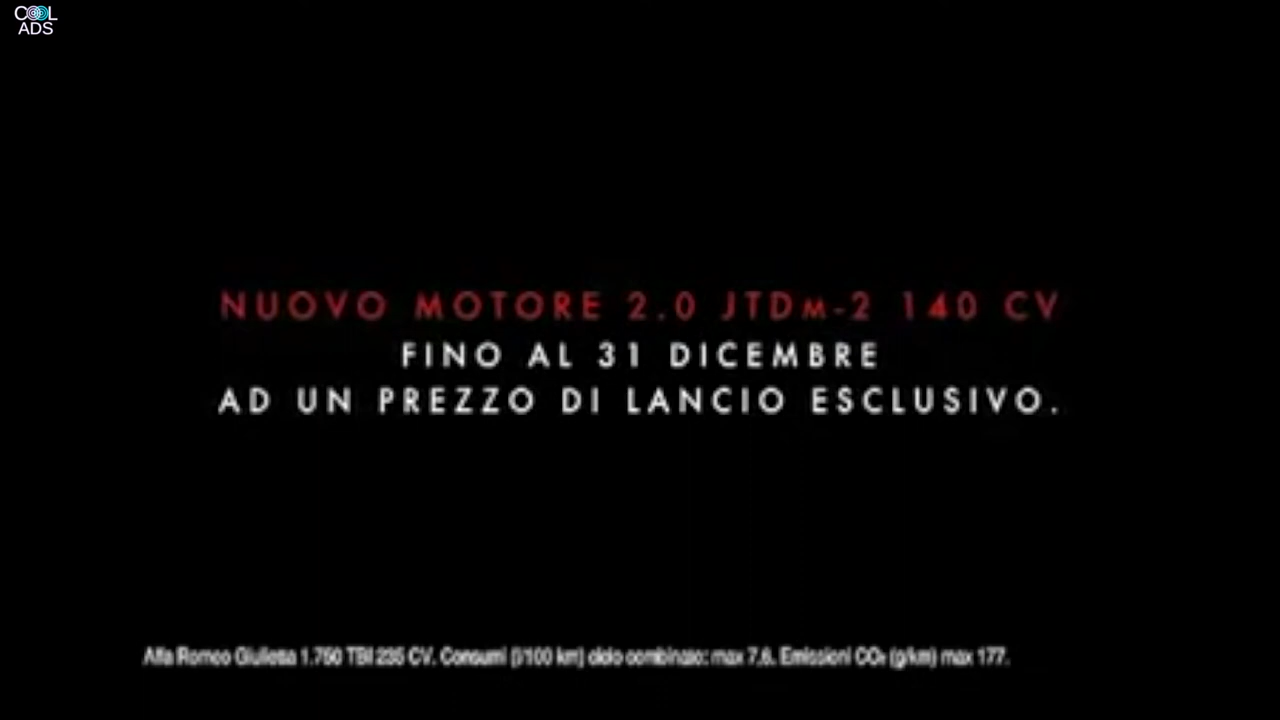 COOL
ADS
NUOVO MOTORE 2.0 JTDM-2 140 CV
FINO AL 31 DICEMBRE
AD UN PREZZO DI LANCIO ESCLUSIVO.
Alfa Romeo Giulietta 1.750 TBI 235 CV. Consumi (l/100 km) ciclo combinato: max 7,6. Emissioni CO₂ (g/km) max 177.